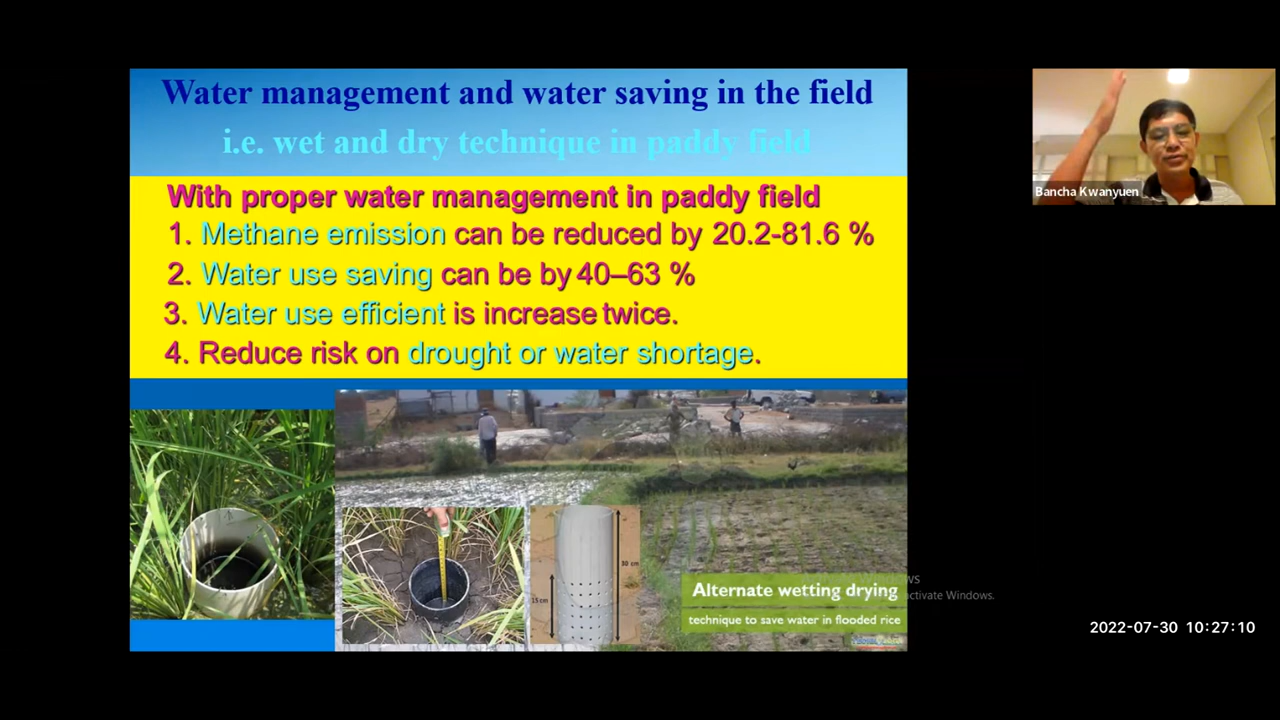 Water management and water saving in the field
i.e. wet and dry technique in paddy field
With proper water management in paddy field
1. Methane emission can be reduced by 20.2-81.6 %
2. Water use saving can be by 40–63 %
3. Water use efficient is increase twice.
4. Reduce risk on drought or water shortage.
30 cm
15 cm
Alternate wetting drying
technique to save water in flooded rice
Bancha Kwanyuen
activate Windows.
2022-07-30 10:27:10